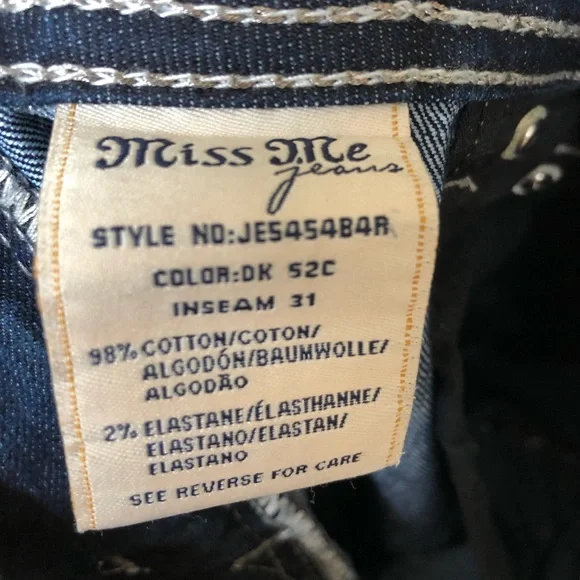 Miss Me
jeans
STYLE NO:JE5454B4R
COLOR:DK 52C
INSEAM 31
98% COTTON/COTON/
ALGODÓN/BAUMWOLLE/
ALGODÃO
2% ELASTANE/ÉLASTHANNE/
ELASTANO/ELASTAN/
ELASTANO
SEE REVERSE FOR CARE